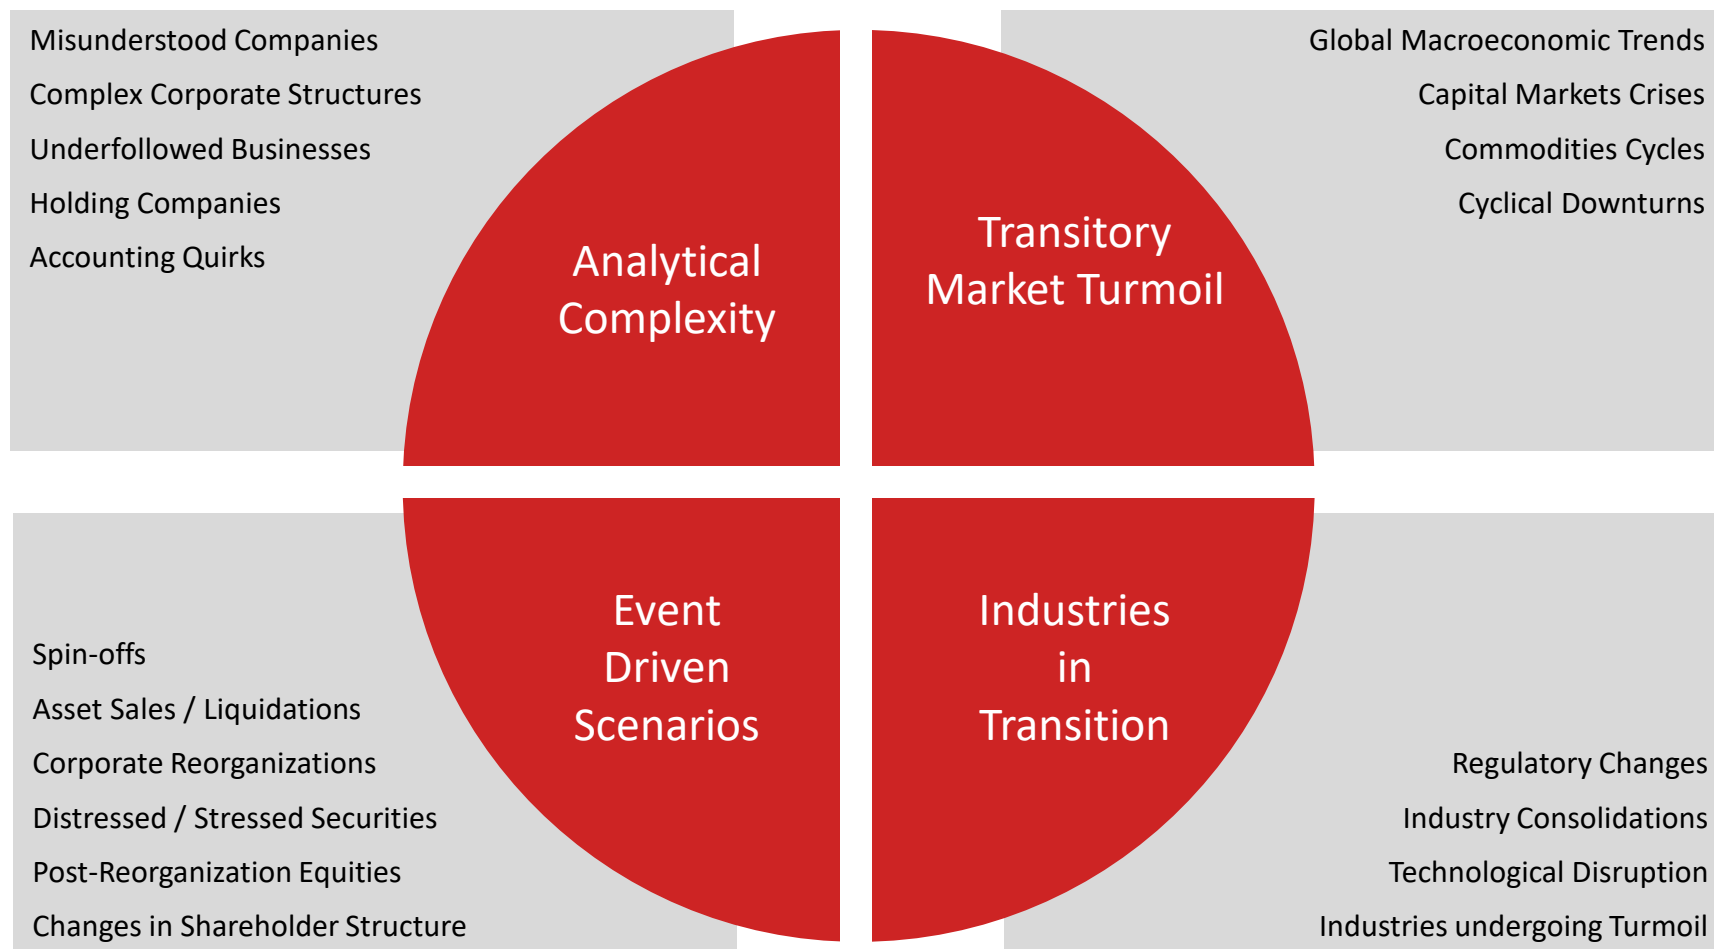 Misunderstood Companies
Complex Corporate Structures
Underfollowed Businesses
Holding Companies
Accounting Quirks
Analytical
Complexity
Transitory
Market Turmoil
Global Macroeconomic Trends
Capital Markets Crises
Commodities Cycles
Cyclical Downturns
Spin-offs
Asset Sales / Liquidations
Corporate Reorganizations
Distressed / Stressed Securities
Post-Reorganization Equities
Changes in Shareholder Structure
Event
Driven
Scenarios
Industries
in
Transition
Regulatory Changes
Industry Consolidations
Technological Disruption
Industries undergoing Turmoil